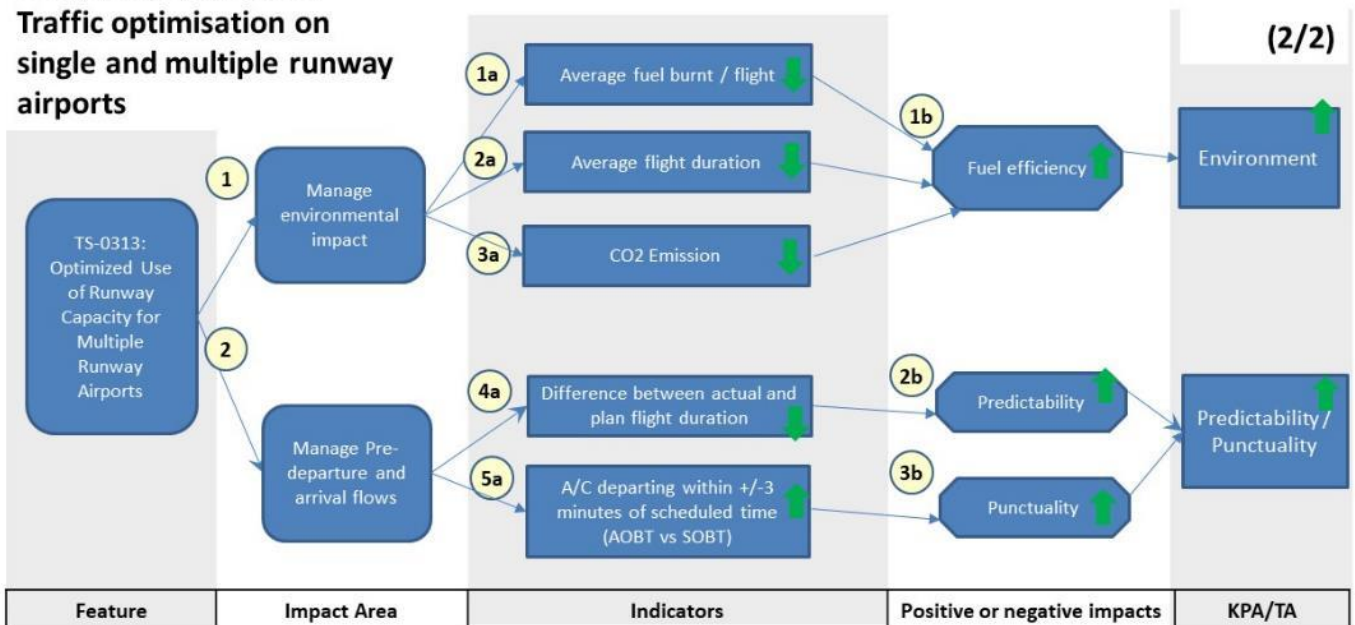 Traffic optimisation on
single and multiple runway
airports
(2/2)
1a
Average fuel burnt / flight
1b
1
Manage
environmental
impact
2a
Average flight duration
Fuel efficiency
Environment
3a
CO2 Emission
TS-0313:
Optimized Use
of Runway
Capacity for
Multiple
Runway
Airports
2
4a
Difference between actual and
plan flight duration
2b
Predictability
Predictability /
Punctuality
Manage Pre-
departure and
arrival flows
5a
A/C departing within +/-3
minutes of scheduled time
(AOBT vs SOBT)
3b
Punctuality
Feature
Impact Area
Indicators
Positive or negative impacts
KPA/TA